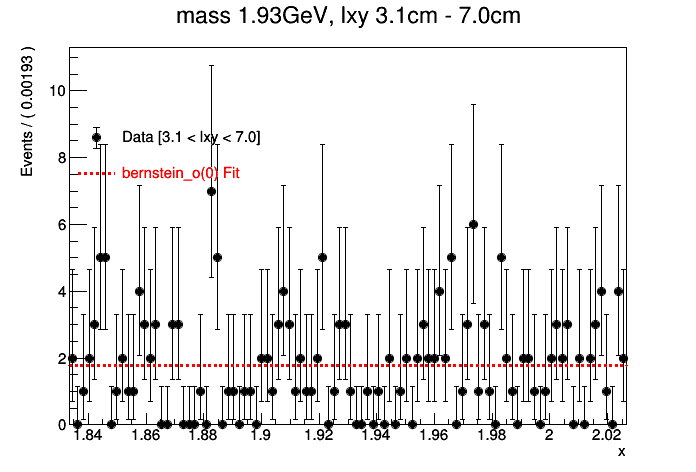 mass 1.93GeV, lxy 3.1cm - 7.0cm
Events / ( 0.00193 )
10
8
6
4
2
0
Data [3.1 < lxy < 7.0]
bernstein_o(0) Fit
1.84 1.86 1.88 1.9 1.92 1.94 1.96 1.98 2 2.02
x